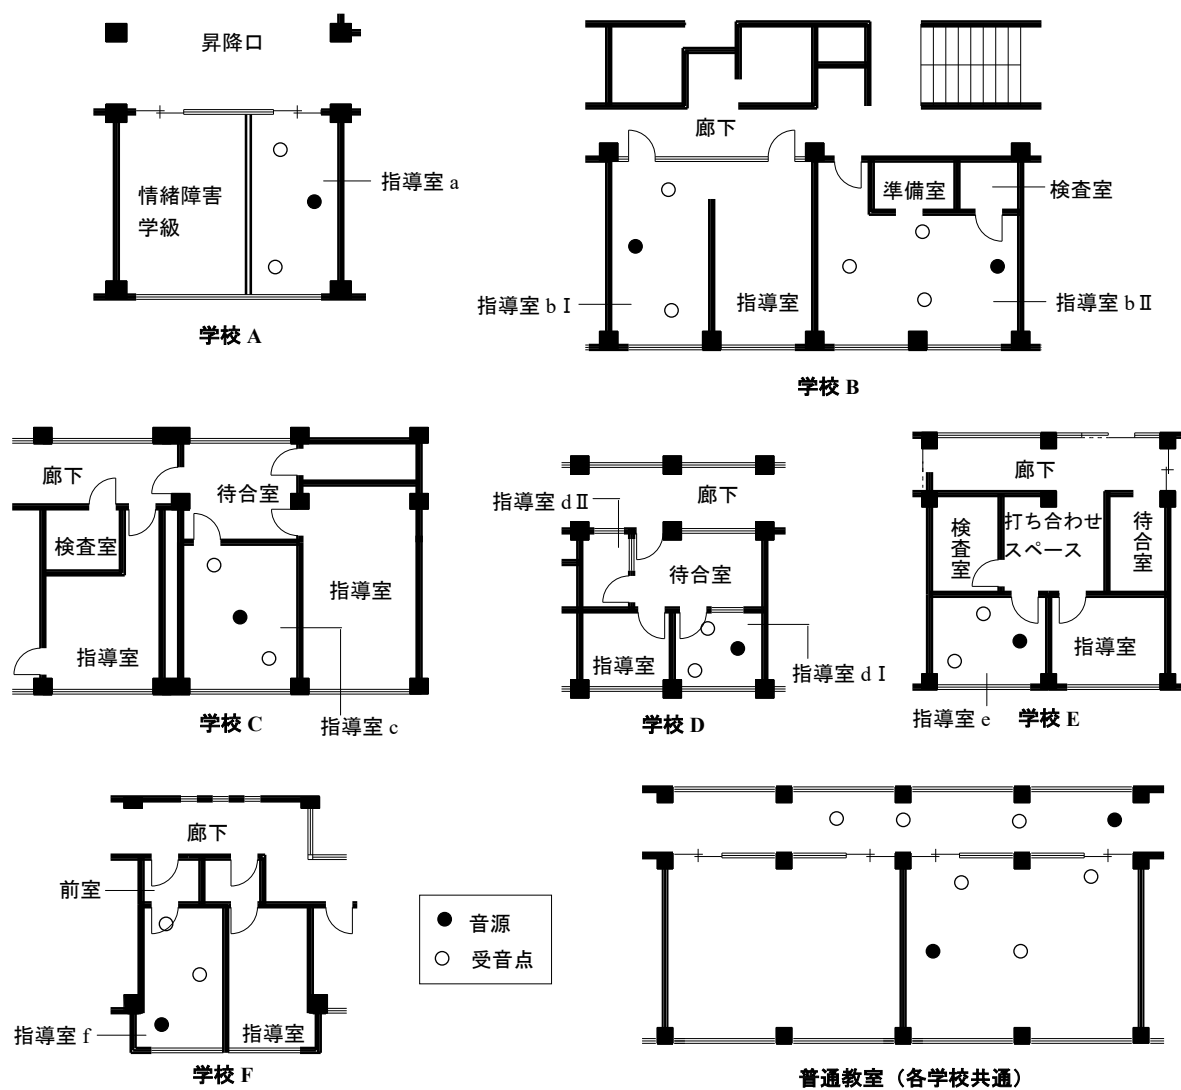 昇降口
情緒障害
学級
指導室 a
学校 A
廊下
準備室
検査室
指導室 bⅠ
指導室
指導室 bⅡ
学校 B
廊下
待合室
検査室
指導室
指導室
学校 C
指導室 c
指導室 dⅡ
廊下
待合室
指導室
指導室 dⅠ
学校 D
廊下
検査室
打ち合わせ
スペース
待合室
指導室
指導室 e
学校 E
廊下
前室
指導室 f
指導室
学校 F
音源
受音点
普通教室（各学校共通）